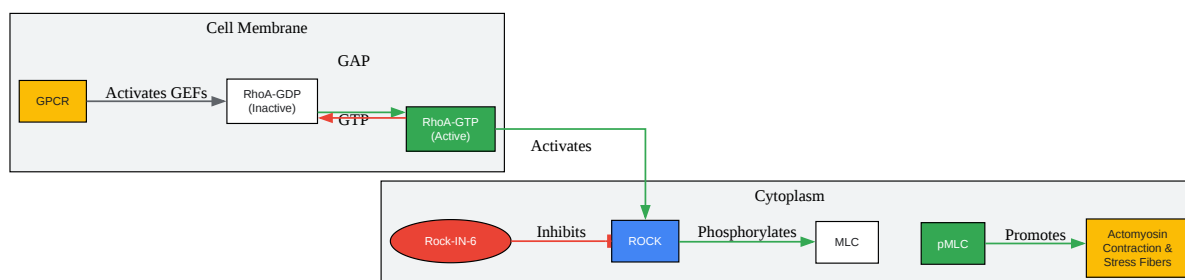 Cell Membrane
GAP
GPCR
Activates GEFs
RhoA-GDP
(Inactive)
GTP
RhoA-GTP
(Active)
Activates
Cytoplasm
Rock-IN-6
Inhibits
ROCK
Phosphorylates
MLC
pMLC
Promotes
Actomyosin
Contraction &
Stress Fibers